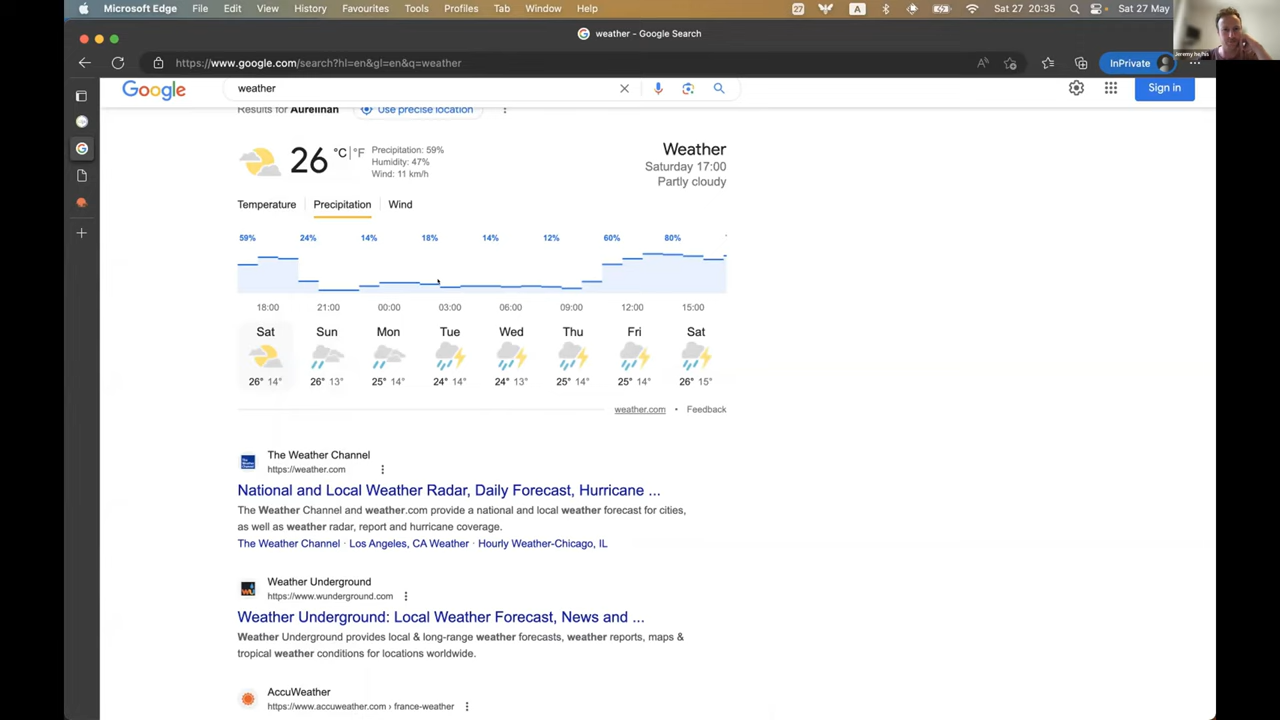 Microsoft Edge File Edit View History Favourites Tools Profiles Tab Window Help 27 A Sat 27 20:35 Sat 27 May
weather – Google Search
https://www.google.com/search?hl=en&gl=en&q=weather
InPrivate
Jeremy
Google
weather
Sign in
Results for Aureilhan Use precise location
26 °C | °F
Precipitation: 59%
Humidity: 47%
Wind: 11 km/h
Weather
Saturday 17:00
Partly cloudy
Temperature Precipitation Wind
59% 24% 14% 18% 14% 12% 60% 80%
18:00 21:00 00:00 03:00 06:00 09:00 12:00 15:00
Sat Sun Mon Tue Wed Thu Fri Sat
26° 14° 26° 13° 25° 14° 24° 14° 24° 13° 25° 14° 25° 14° 26° 15°
weather.com • Feedback
The Weather Channel
https://weather.com
National and Local Weather Radar, Daily Forecast, Hurricane ...
The Weather Channel and weather.com provide a national and local weather forecast for cities,
as well as weather radar, report and hurricane coverage.
The Weather Channel · Los Angeles, CA Weather · Hourly Weather-Chicago, IL
Weather Underground
https://www.wunderground.com
Weather Underground: Local Weather Forecast, News and ...
Weather Underground provides local & long-range weather forecasts, weather reports, maps &
tropical weather conditions for locations worldwide.
AccuWeather
https://www.accuweather.com › france-weather